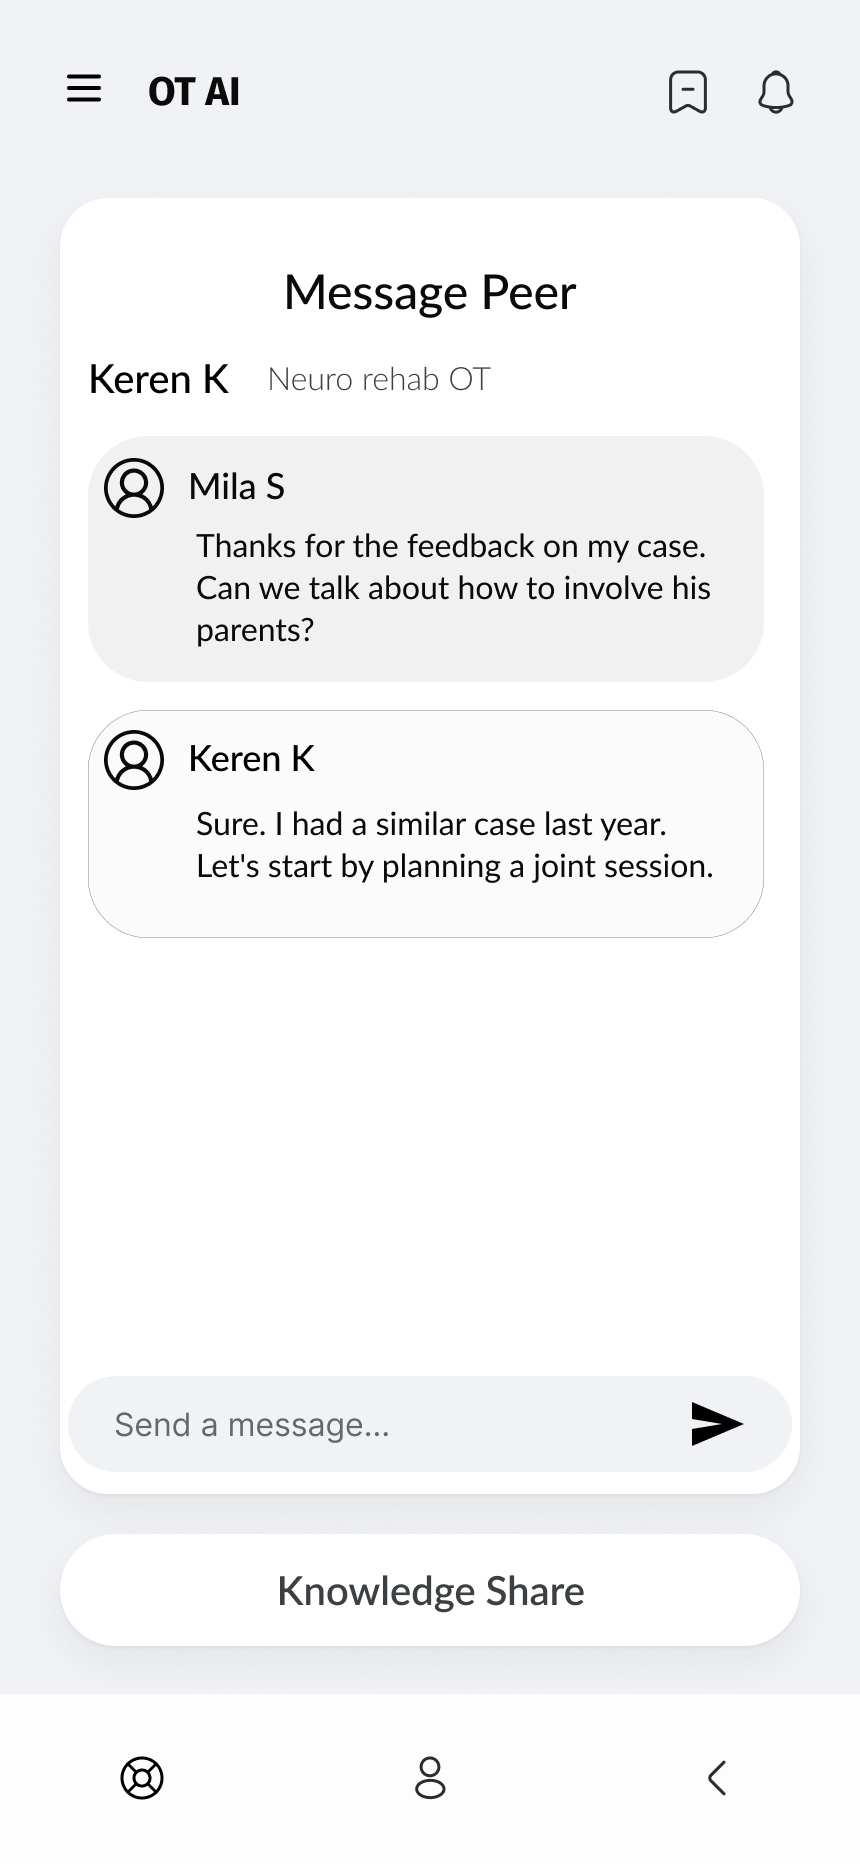 OT AI
Message Peer
Keren K Neuro rehab OT
Mila S
Thanks for the feedback on my case.
Can we talk about how to involve his
parents?
Keren K
Sure. I had a similar case last year.
Let's start by planning a joint session.
Send a message...
Knowledge Share